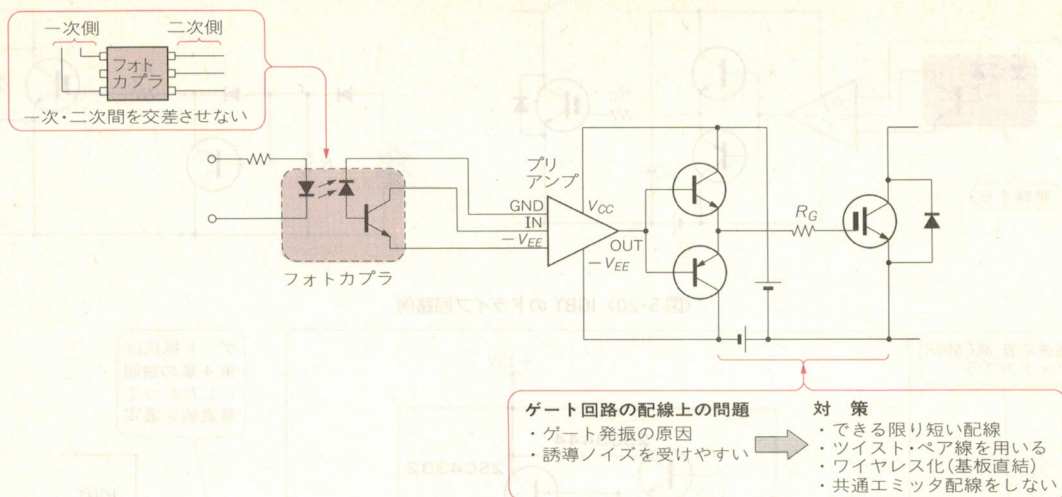 一次側
二次側
フォト
カプラ
一次・二次間を交差させない
プリ
アンプ
GND
IN
−VEE
VCC
OUT
−VEE
RG
フォトカプラ
ゲート回路の配線上の問題
・ゲート発振の原因
・誘導ノイズを受けやすい
対 策
・できる限り短い配線
・ツイスト・ペア線を用いる
・ワイヤレス化(基板直結)
・共通エミッタ配線をしない